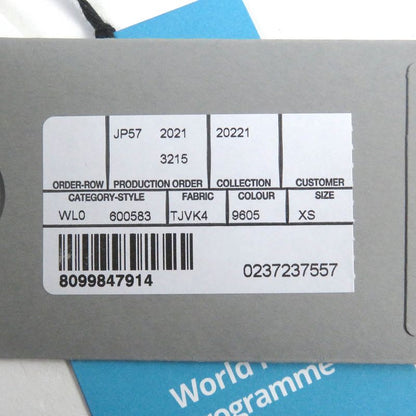 JP57 2021 20221
3215
ORDER-ROW PRODUCTION ORDER COLLECTION CUSTOMER
CATEGORY-STYLE FABRIC COLOUR SIZE
WL0 600583 TJVK4 9605 XS
8099847914 0237237557
World
programme